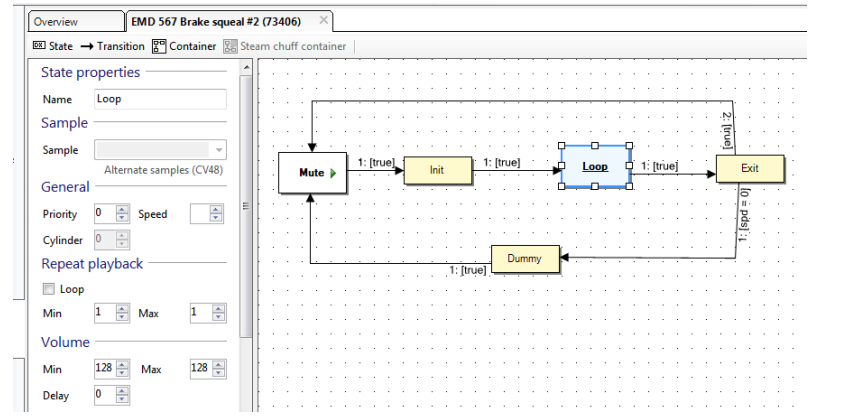 Overview
EMD 567 Brake squeal #2 (73406)
State Transition Container Steam chuff container
State properties
Name Loop
Sample
Sample
Alternate samples (CV48)
General
Priority 0 Speed
Cylinder 0
Repeat playback
Loop
Min 1 Max 1
Volume
Min 128 Max 128
Delay 0
2: [true]
Mute
1: [true]
Init
1: [true]
Loop
1: [true]
Exit
1: [spd = 0]
Dummy
1: [true]